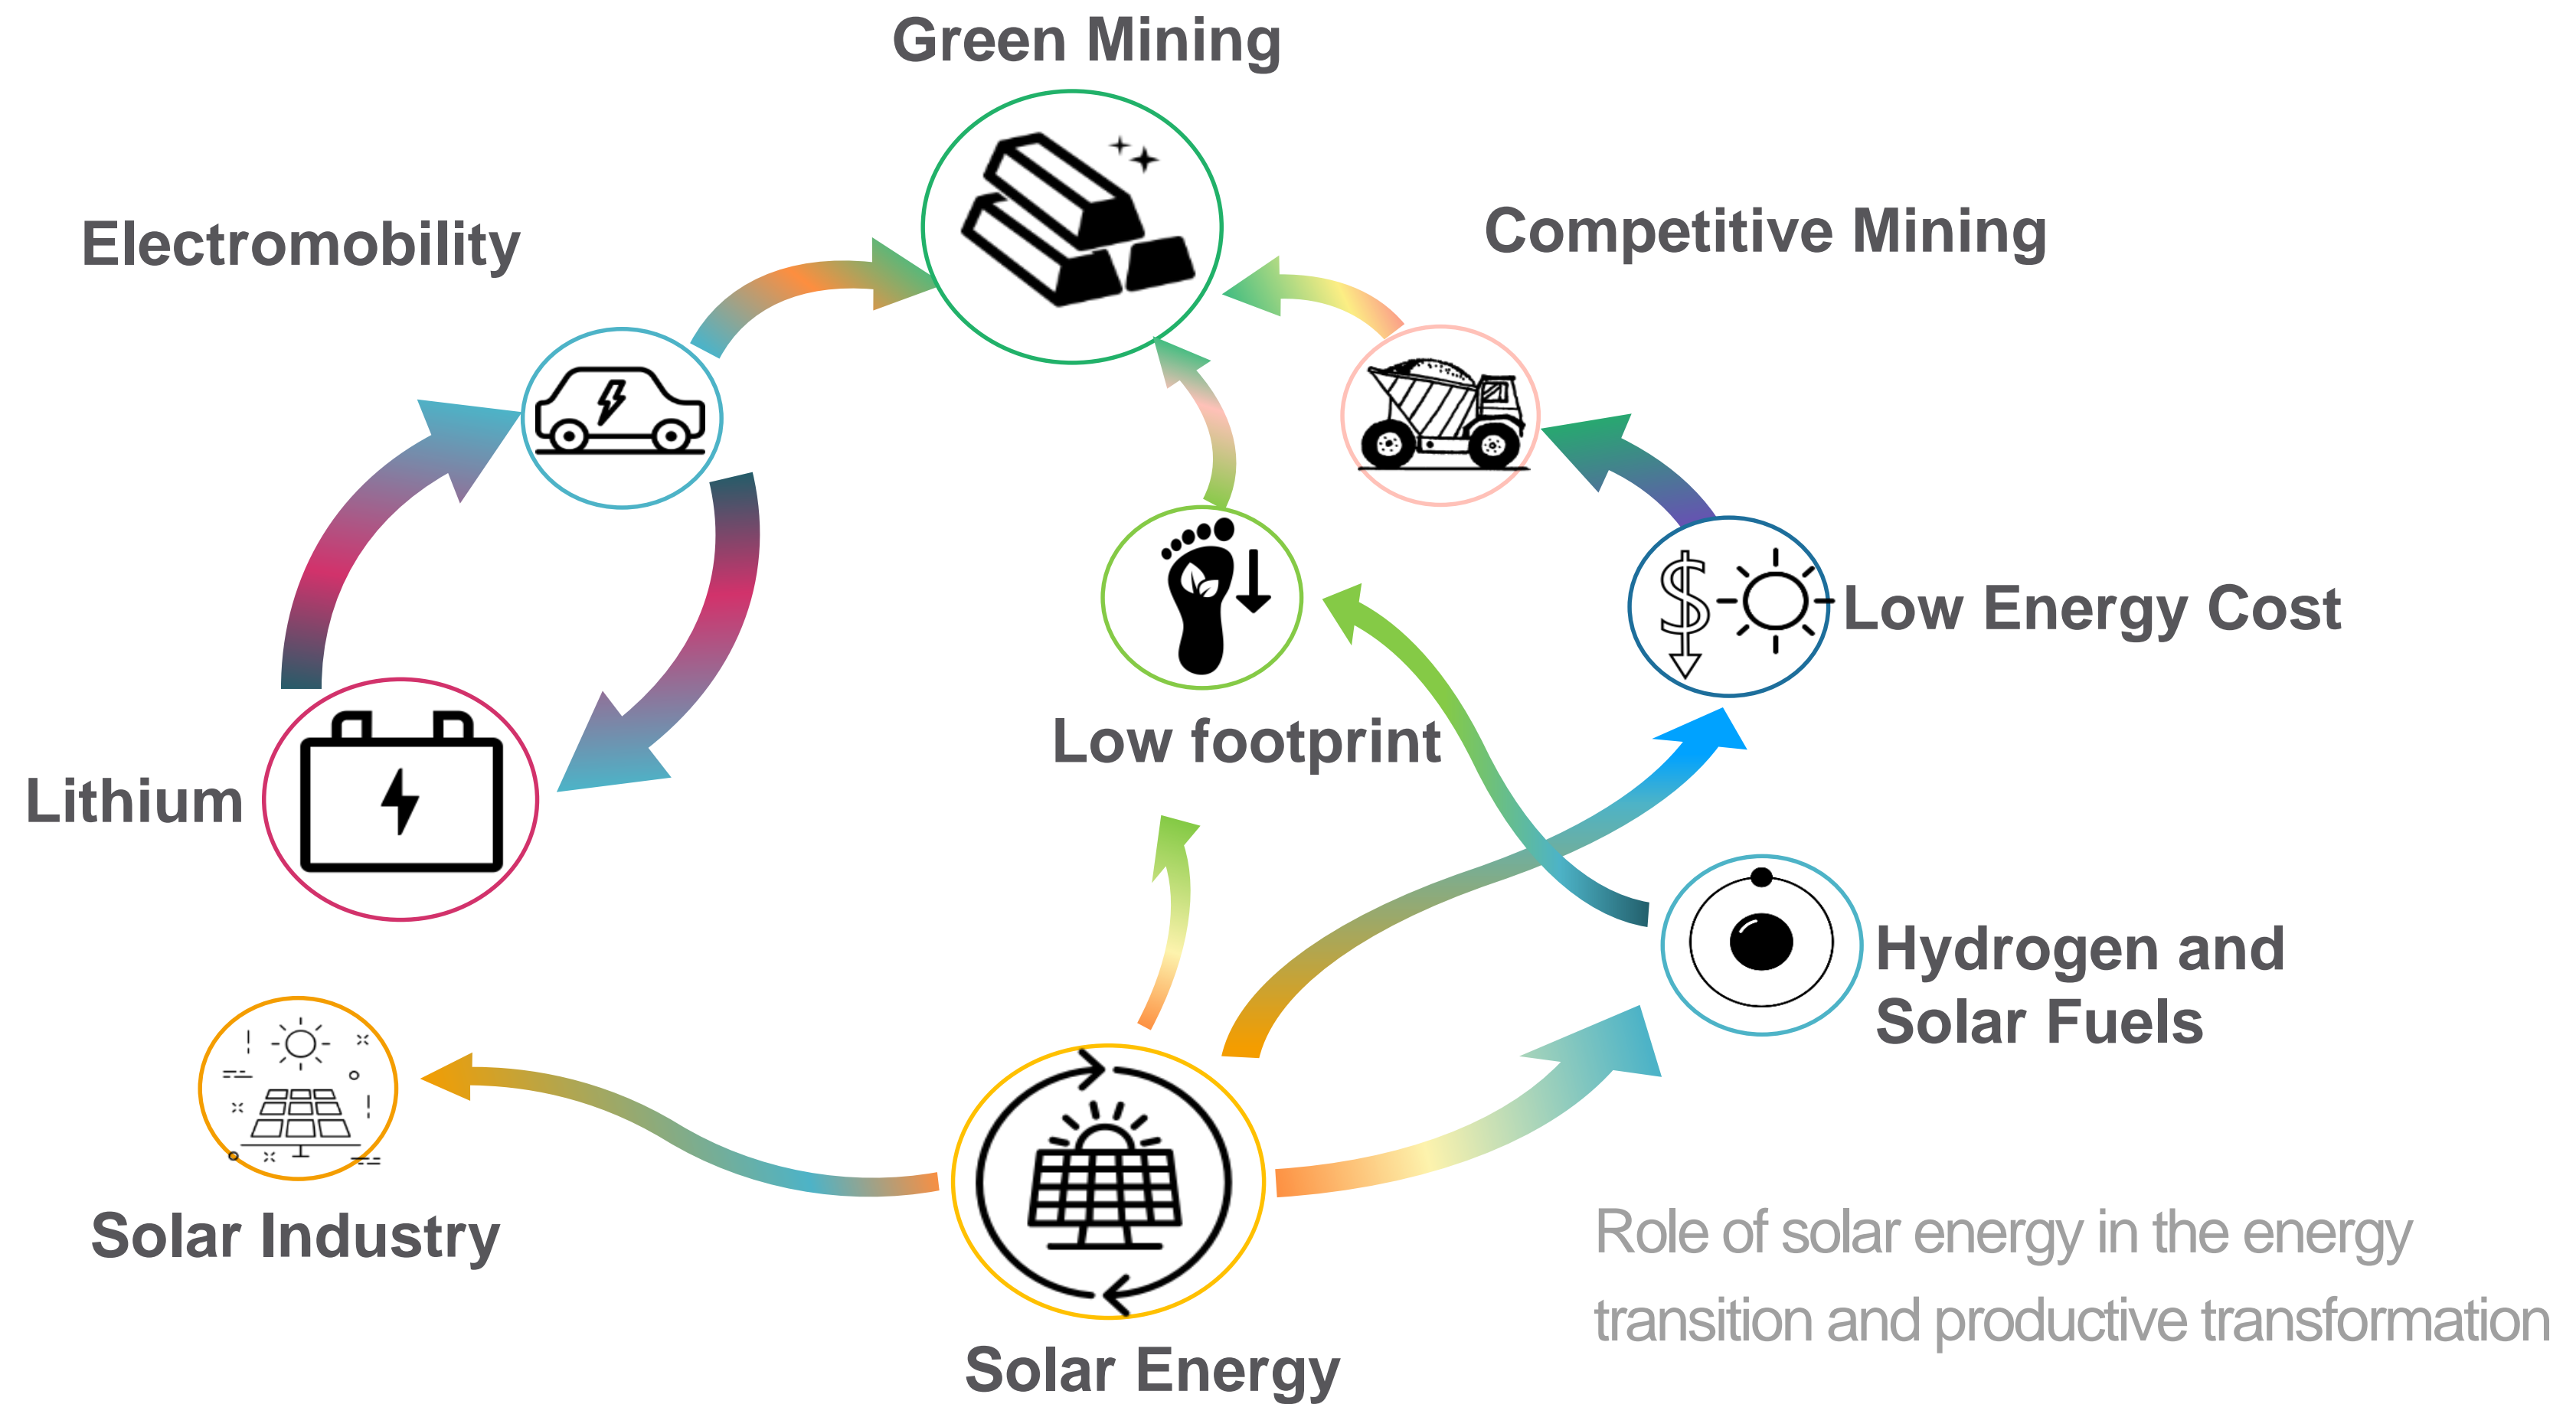 Green Mining
Electromobility
Competitive Mining
Low Energy Cost
Low footprint
Lithium
Hydrogen and
Solar Fuels
Solar Industry
Solar Energy
Role of solar energy in the energy
transition and productive transformation